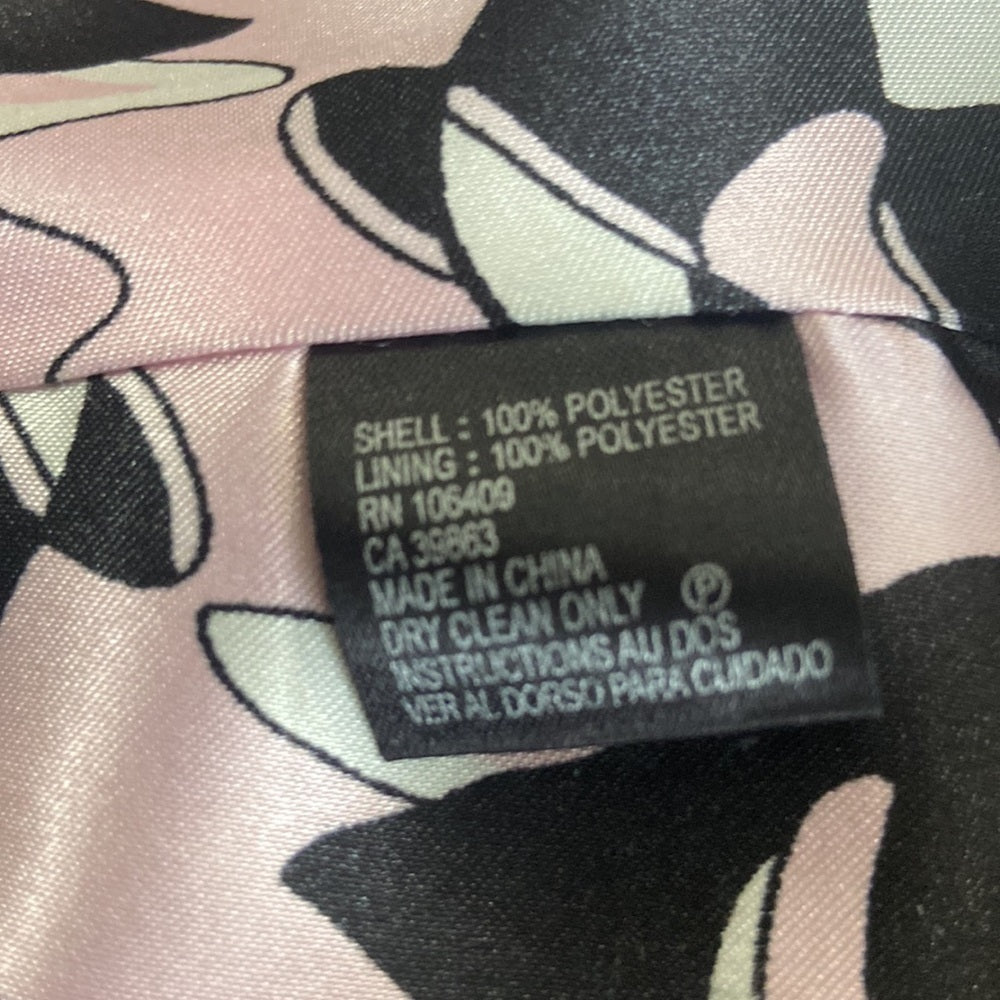 SHELL : 100% POLYESTER
LINING : 100% POLYESTER
RN 106409
CA 39863
MADE IN CHINA
DRY CLEAN ONLY Ⓟ
INSTRUCTIONS AU DOS
VER AL DORSO PARA CUIDADO